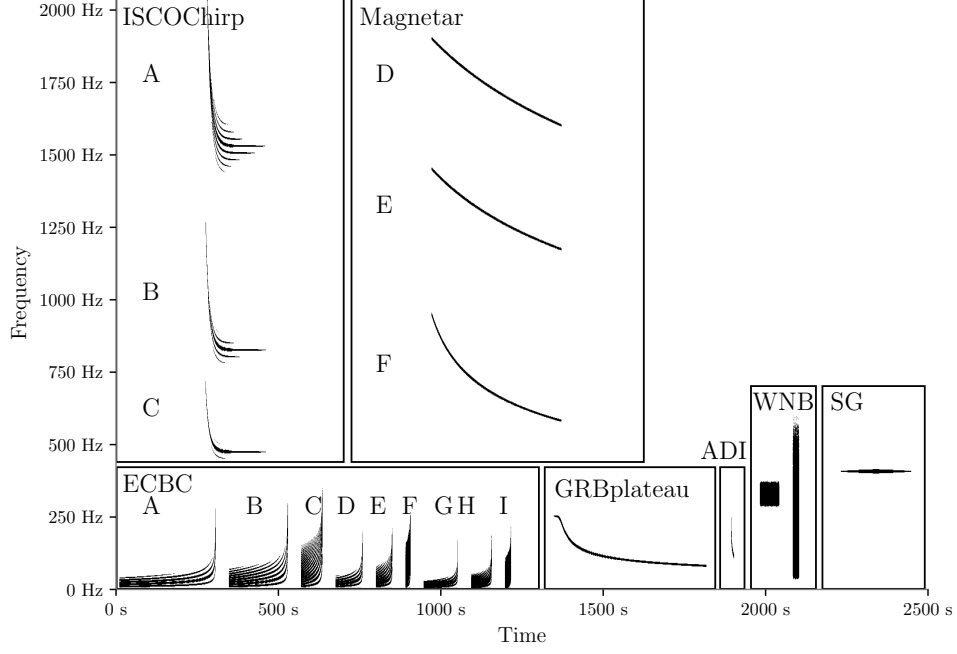 2000 Hz
1750 Hz
1500 Hz
1250 Hz
1000 Hz
750 Hz
500 Hz
250 Hz
0 Hz
Frequency
ISCOChirp
A
B
C
Magnetar
D
E
F
ECBC
A B C D E F G H I
GRBplateau
ADI
WNB
SG
0 s 500 s 1000 s 1500 s 2000 s 2500 s
Time